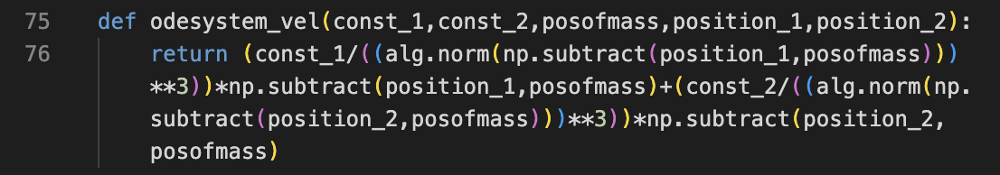 75 def odesystem_vel(const_1,const_2,posofmass,position_1,position_2):
76 return (const_1/((alg.norm(np.subtract(position_1,posofmass)))
**3))*np.subtract(position_1,posofmass)+(const_2/((alg.norm(np.
subtract(position_2,posofmass)))**3))*np.subtract(position_2,
posofmass)